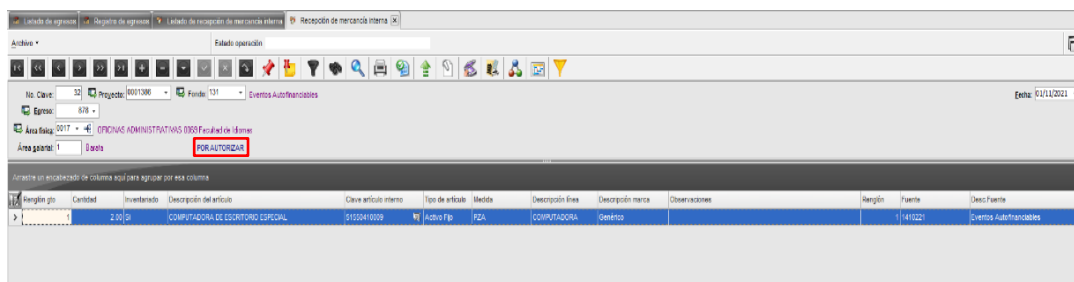 Listado de egresos Registro de egresos Listado de recepción de mercancía interna Recepción de mercancía interna
Archivo Estado operación
No. Clave: 32 Proyecto: 0001386 Fondo: 131 Eventos Autofinanciables Fecha: 01/11/2021
Egreso: 678
Área física: 0017 OFICINAS ADMINISTRATIVAS 0369 Facultad de Idiomas
Área salarial: 1 Barata POR AUTORIZAR
Arrastre un encabezado de columna aquí para agrupar por esa columna
Renglón gto Cantidad Inventariado Descripción del artículo Clave artículo interno Tipo de artículo Medida Descripción línea Descripción marca Observaciones Renglón Fuente Desc.Fuente
1 2.00 Si COMPUTADORA DE ESCRITORIO ESPECIAL 51550410009 Activo Fijo PZA COMPUTADORA Genérico 1 1418221 Eventos Autofinanciables